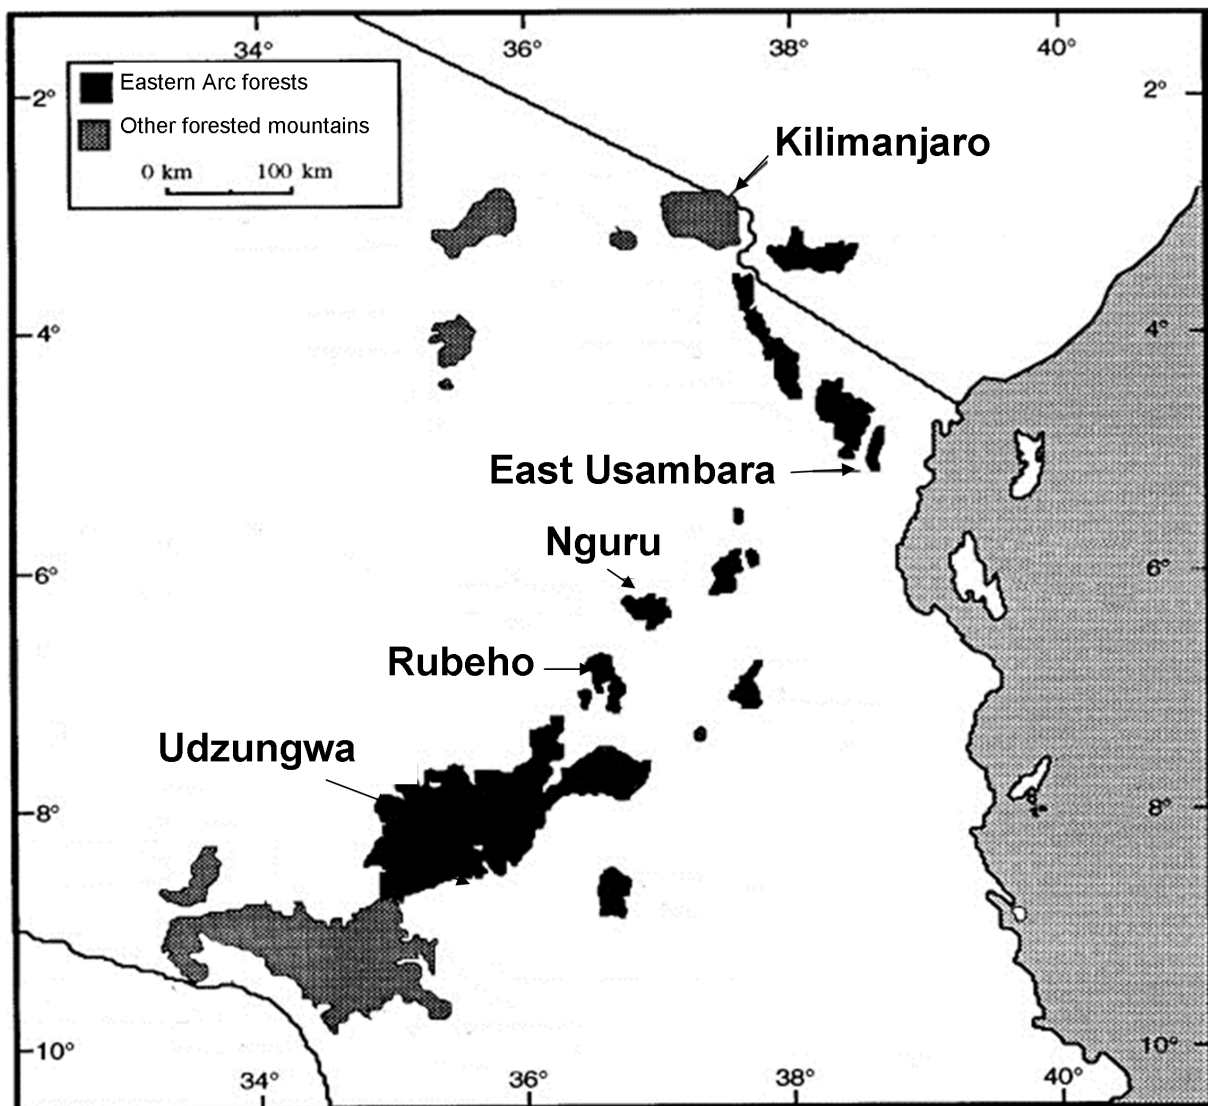 34° 36° 38° 40°
Eastern Arc forests
Other forested mountains
0 km 100 km
2° 2°
Kilimanjaro
4° 4°
East Usambara
Nguru
6° 6°
Rubeho
Udzungwa
8° 8°
10° 10°
34° 36° 38° 40°